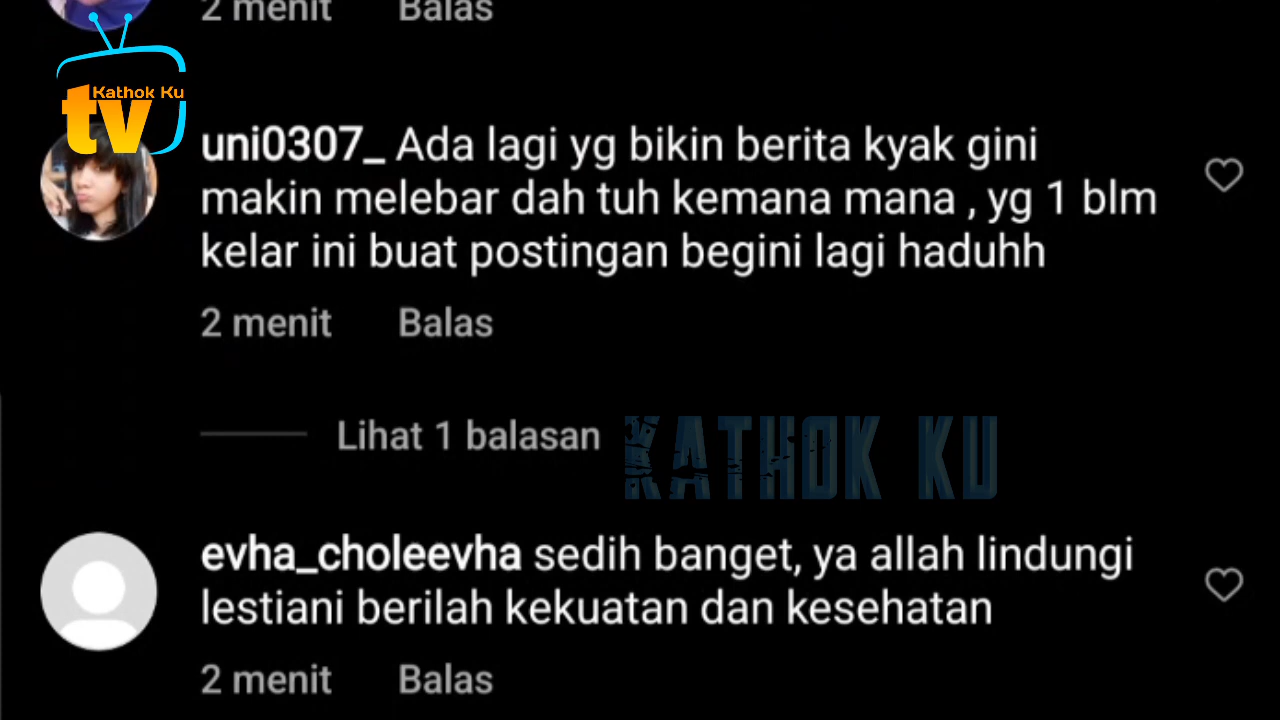 2 menit Balas
Kathok Ku
tv
uni0307_ Ada lagi yg bikin berita kyak gini
makin melebar dah tuh kemana mana , yg 1 blm
kelar ini buat postingan begini lagi haduhh
2 menit Balas
Lihat 1 balasan
KATHOK KU
evha_choleevha sedih banget, ya allah lindungi
lestiani berilah kekuatan dan kesehatan
2 menit Balas